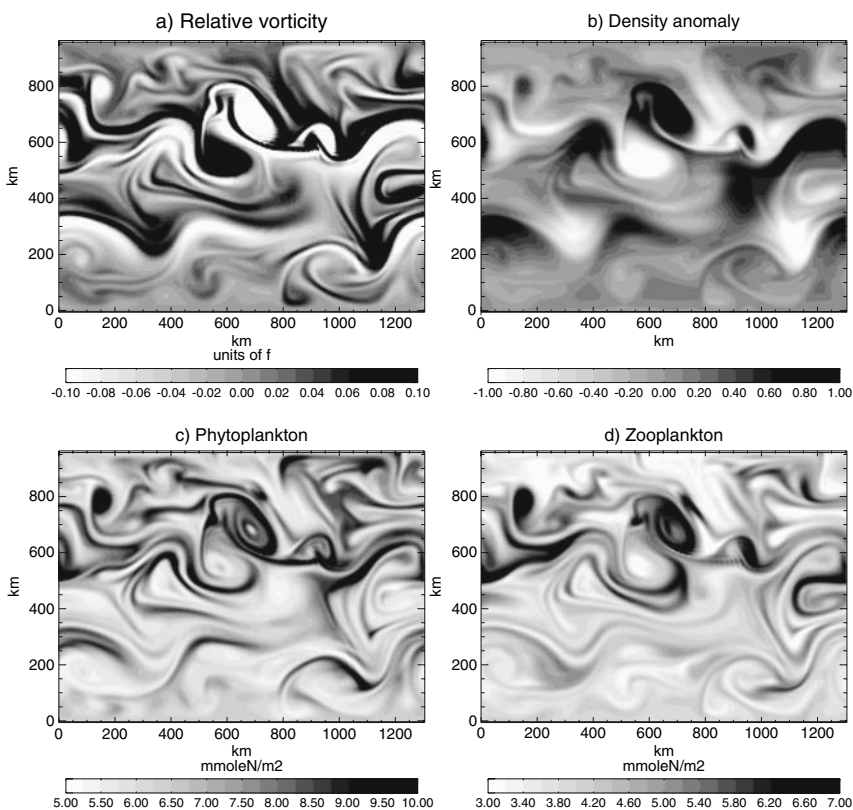 a) Relative vorticity
b) Density anomaly
800
600
400
200
0
km
0 200 400 600 800 1000 1200
km
units of f
-0.10 -0.08 -0.06 -0.04 -0.02 0.00 0.02 0.04 0.06 0.08 0.10
800
600
400
200
0
km
0 200 400 600 800 1000 1200
km
-1.00 -0.80 -0.60 -0.40 -0.20 0.00 0.20 0.40 0.60 0.80 1.00
c) Phytoplankton
d) Zooplankton
800
600
400
200
0
km
0 200 400 600 800 1000 1200
km
mmoleN/m2
5.00 5.50 6.00 6.50 7.00 7.50 8.00 8.50 9.00 9.50 10.00
800
600
400
200
0
km
0 200 400 600 800 1000 1200
km
mmoleN/m2
3.00 3.40 3.80 4.20 4.60 5.00 5.40 5.80 6.20 6.60 7.00